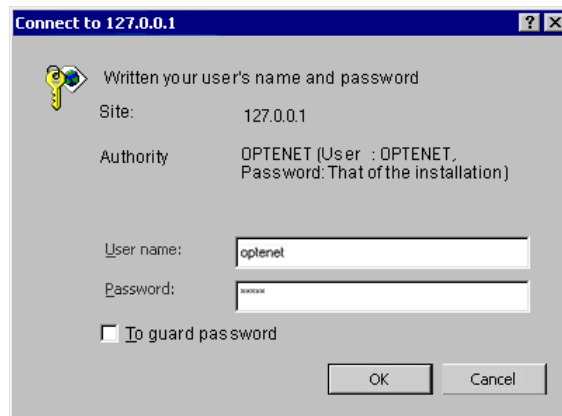 Connect to 127.0.0.1
Written your user's name and password
Site: 127.0.0.1
Authority OPTENET (User : OPTENET,
Password: That of the installation)
User name: optenet
Password: *****
To guard password
OK Cancel